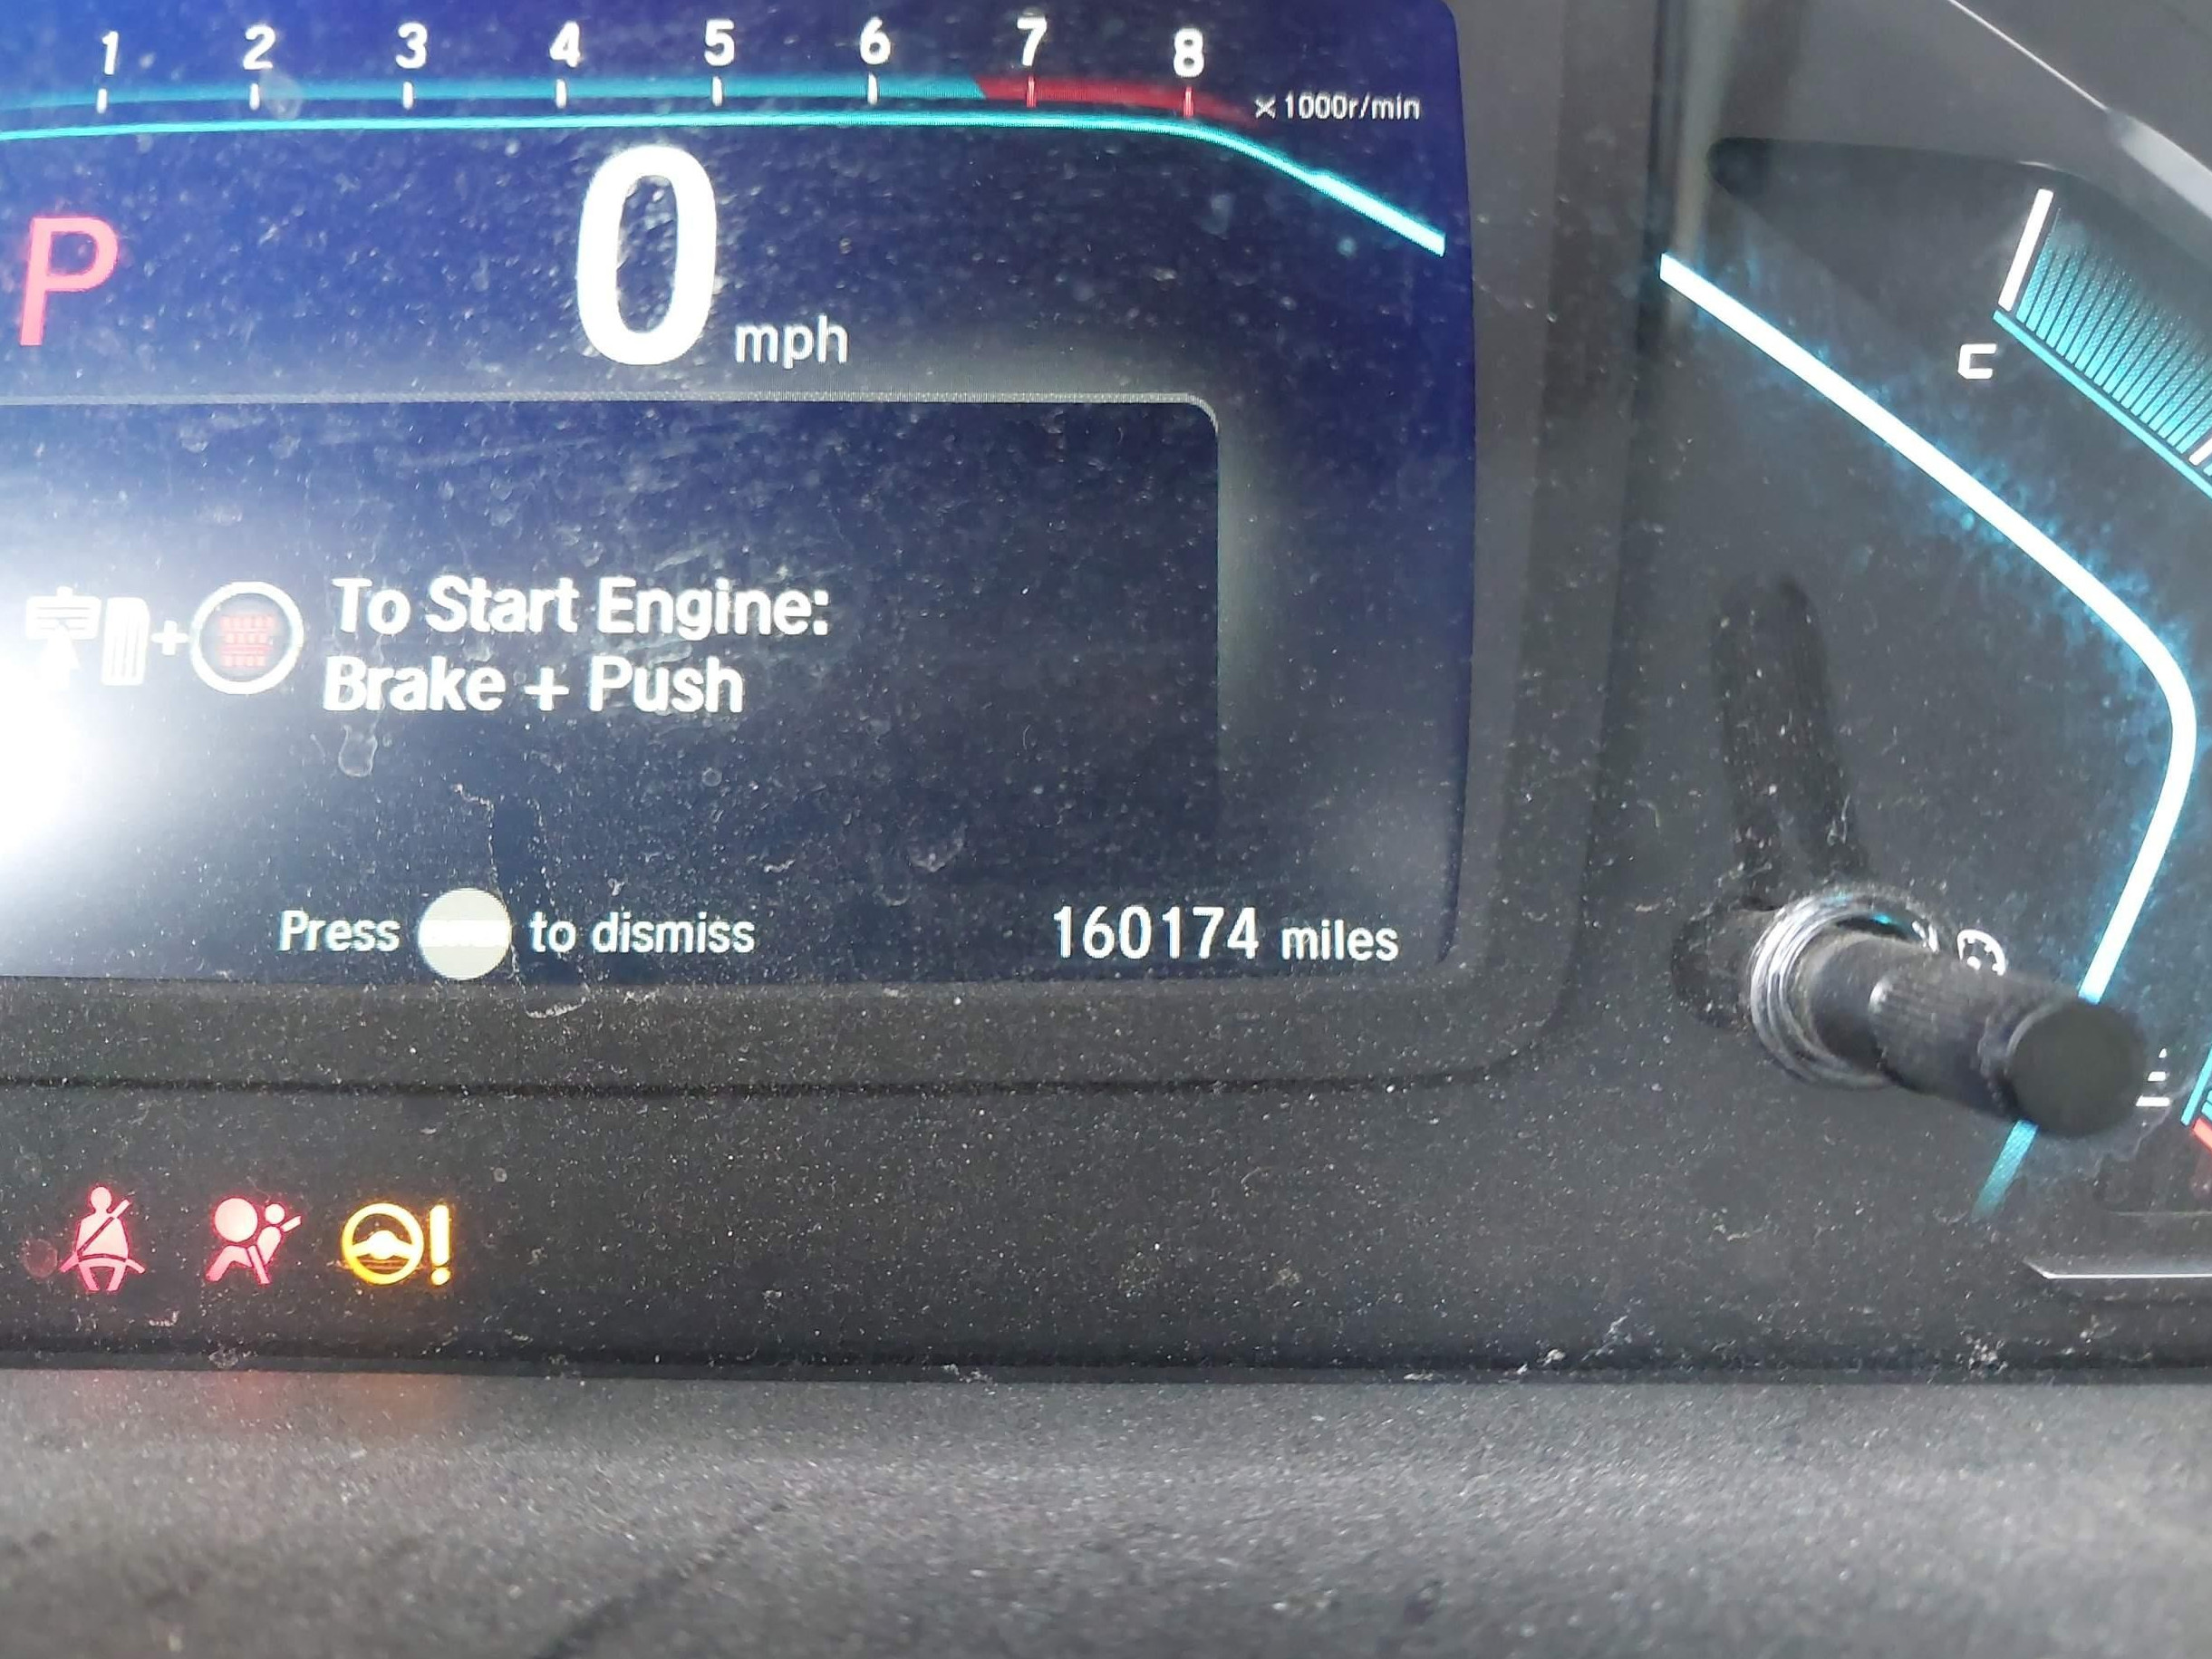 1 2 3 4 5 6 7 8
x 1000r/min
P
0 mph
To Start Engine:
Brake + Push
Press to dismiss
160174 miles